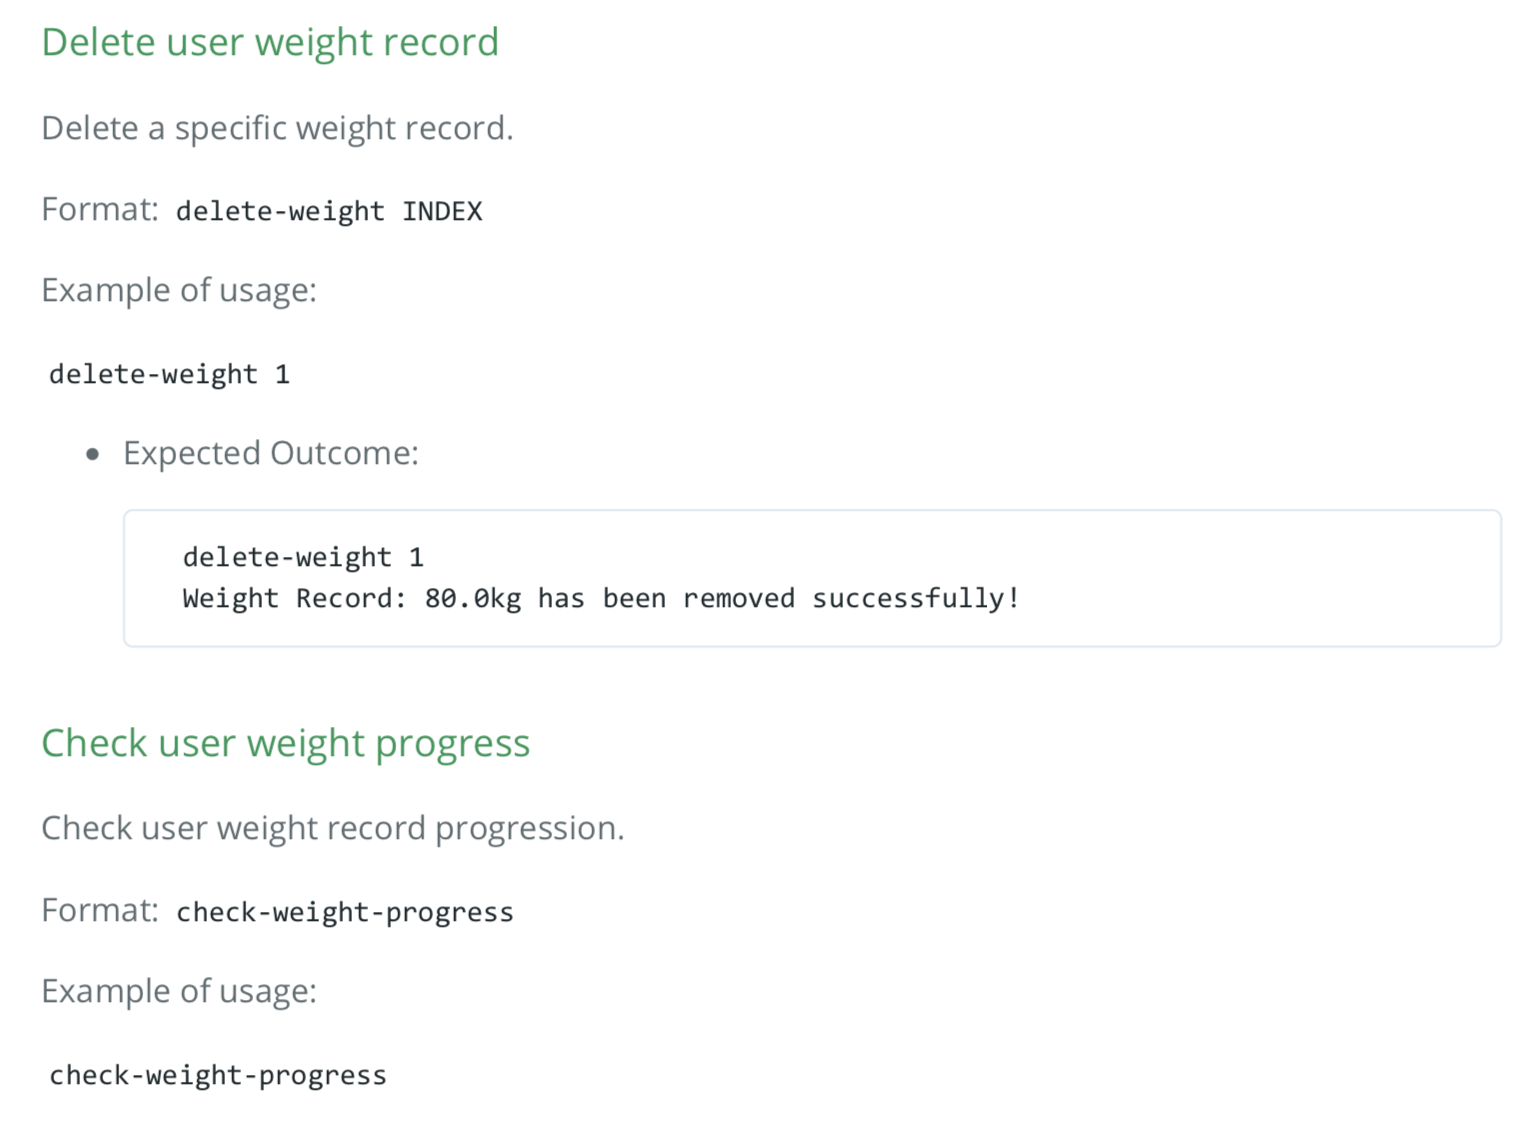 Delete user weight record
Delete a specific weight record.
Format: delete-weight INDEX
Example of usage:
delete-weight 1
• Expected Outcome:
delete-weight 1
Weight Record: 80.0kg has been removed successfully!
Check user weight progress
Check user weight record progression.
Format: check-weight-progress
Example of usage:
check-weight-progress